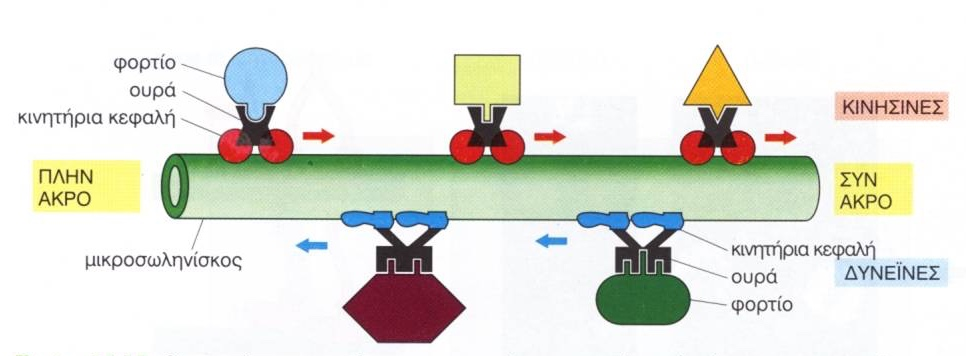 φορτίο
ουρά
κινητήρια κεφαλή
ΚΙΝΗΣΙΝΕΣ
ΠΛΗΝ
ΑΚΡΟ
ΣΥΝ
ΑΚΡΟ
μικροσωληνίσκος
κινητήρια κεφαλή
ουρά
φορτίο
ΔΥΝΕΪΝΕΣ